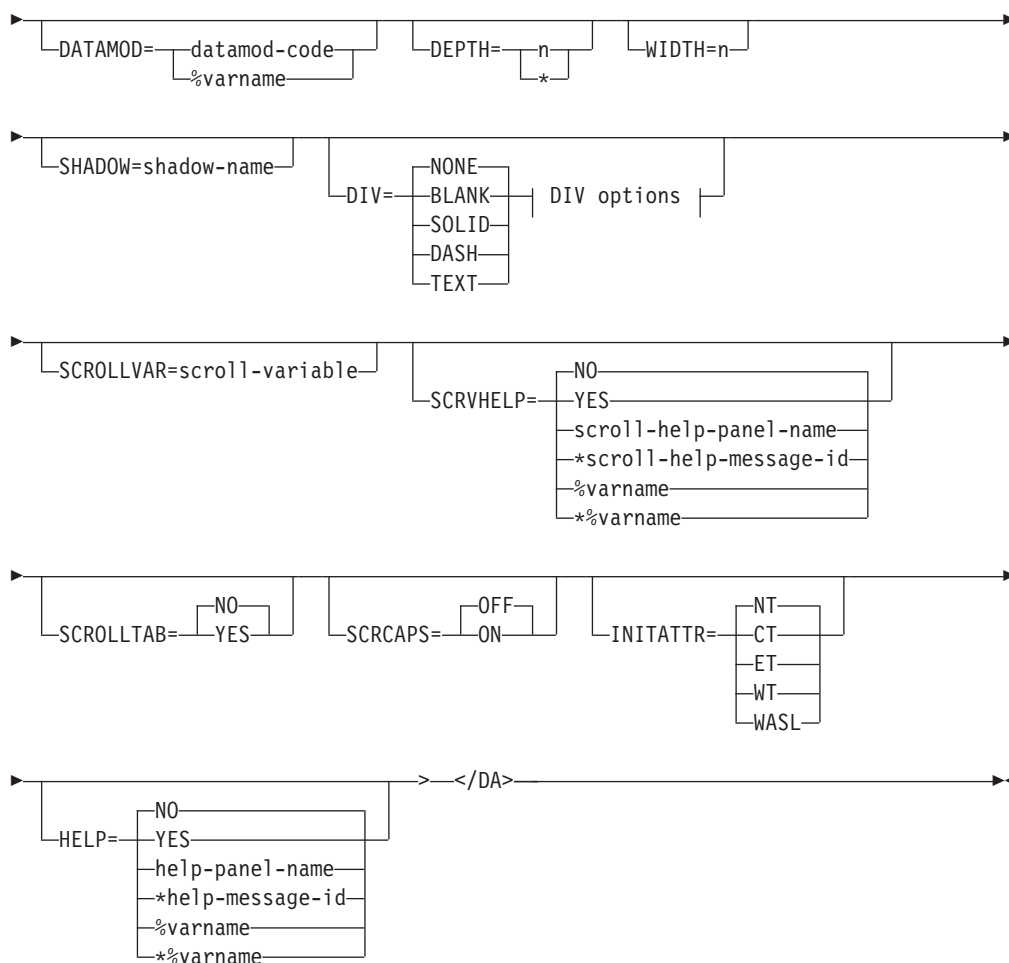 DATAMOD= datamod-code DEPTH= n WIDTH=n
%varname *
SHADOW=shadow-name NONE
DIV= BLANK DIV options
SOLID
DASH
TEXT
SCROLLVAR=scroll-variable NO
SCRVHELP= YES
scroll-help-panel-name
*scroll-help-message-id
%varname
*%varname
NO OFF NT
SCROLLTAB= YES SCRCAPS= ON INITATTR= CT
ET
WT
WASL
> </DA>
NO
HELP= YES
help-panel-name
*help-message-id
%varname
*%varname